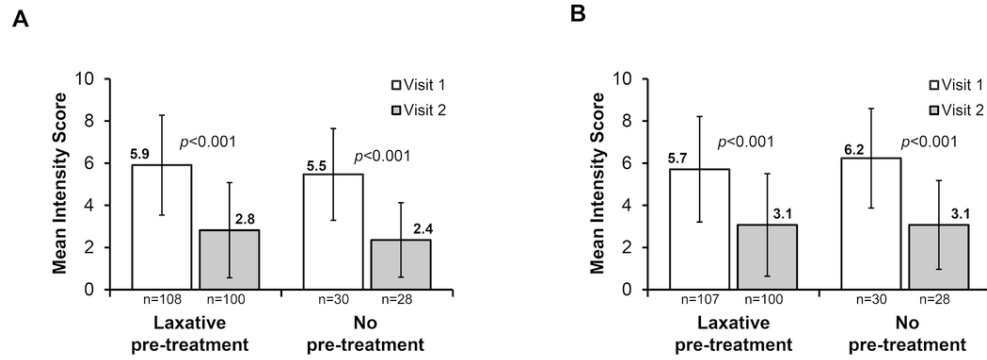 A
Mean Intensity Score
10
8
6
4
2
0
Visit 1
Visit 2
5.9
p<0.001
2.8
5.5
p<0.001
2.4
n=108 n=100 n=30 n=28
Laxative
pre-treatment
No
pre-treatment
B
Mean Intensity Score
10
8
6
4
2
0
Visit 1
Visit 2
5.7
p<0.001
3.1
6.2
p<0.001
3.1
n=107 n=100 n=30 n=28
Laxative
pre-treatment
No
pre-treatment